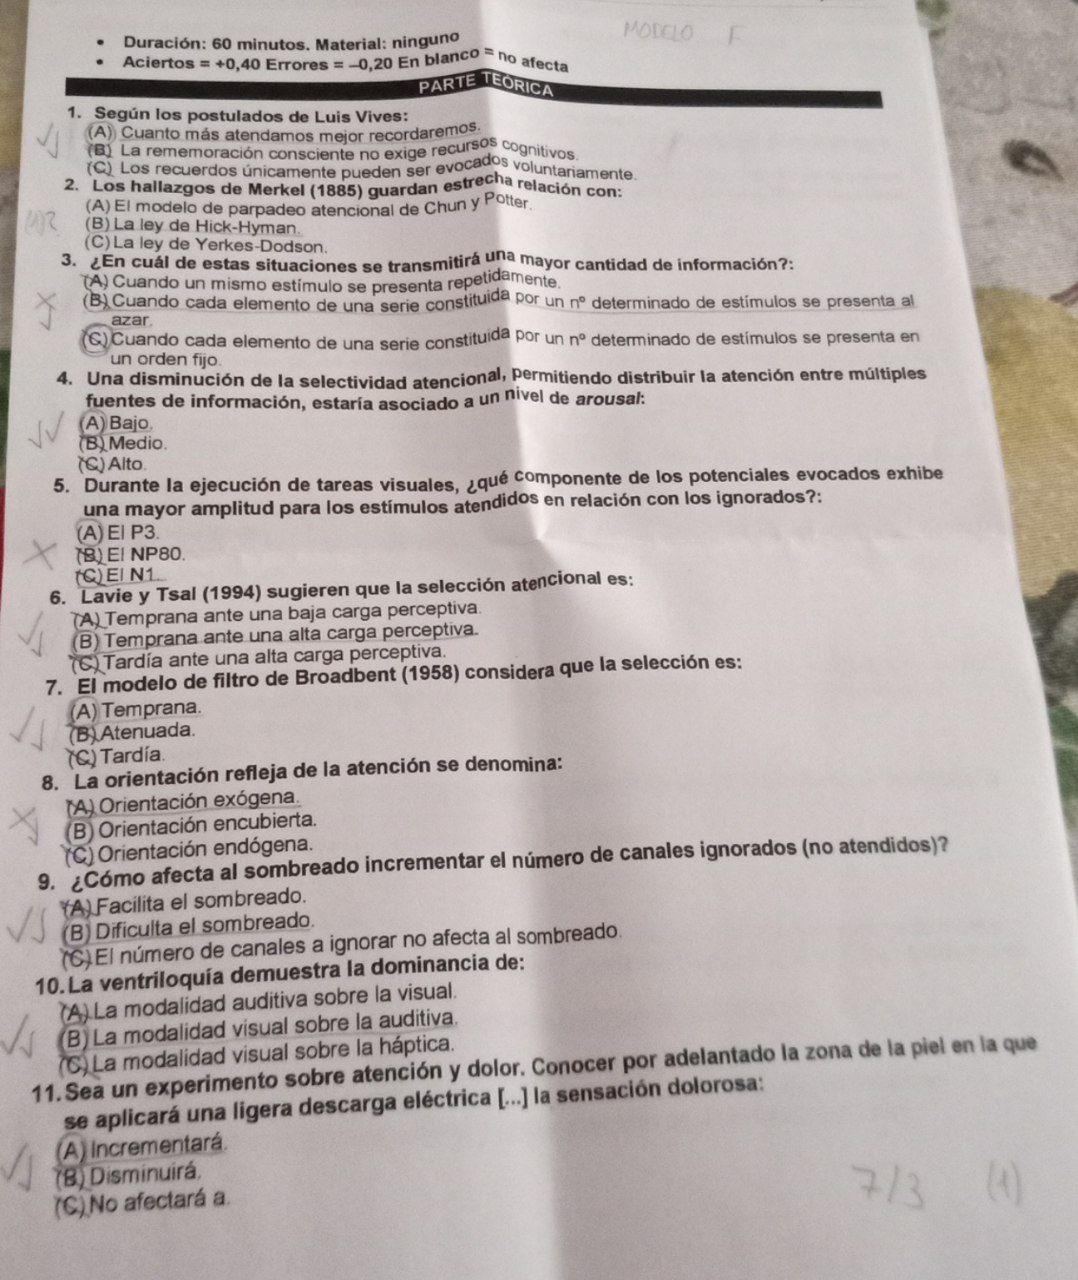 MODELO F
• Duración: 60 minutos. Material: ninguno
• Aciertos = +0,40 Errores = –0,20 En blanco = no afecta
PARTE TEÓRICA
1. Según los postulados de Luis Vives:
(A) Cuanto más atendamos mejor recordaremos.
(B) La rememoración consciente no exige recursos cognitivos.
(C) Los recuerdos únicamente pueden ser evocados voluntariamente.
2. Los hallazgos de Merkel (1885) guardan estrecha relación con:
(A) El modelo de parpadeo atencional de Chun y Potter.
(B) La ley de Hick-Hyman.
(C) La ley de Yerkes-Dodson.
3. ¿En cuál de estas situaciones se transmitirá una mayor cantidad de información?:
(A) Cuando un mismo estímulo se presenta repetidamente.
(B) Cuando cada elemento de una serie constituida por un nº determinado de estímulos se presenta al
azar.
(C) Cuando cada elemento de una serie constituida por un nº determinado de estímulos se presenta en
un orden fijo.
4. Una disminución de la selectividad atencional, permitiendo distribuir la atención entre múltiples
fuentes de información, estaría asociado a un nivel de arousal:
(A) Bajo.
(B) Medio.
(C) Alto.
5. Durante la ejecución de tareas visuales, ¿qué componente de los potenciales evocados exhibe
una mayor amplitud para los estímulos atendidos en relación con los ignorados?:
(A) El P3.
(B) El NP80.
(C) El N1.
6. Lavie y Tsal (1994) sugieren que la selección atencional es:
(A) Temprana ante una baja carga perceptiva.
(B) Temprana ante una alta carga perceptiva.
(C) Tardía ante una alta carga perceptiva.
7. El modelo de filtro de Broadbent (1958) considera que la selección es:
(A) Temprana.
(B) Atenuada.
(C) Tardía.
8. La orientación refleja de la atención se denomina:
(A) Orientación exógena.
(B) Orientación encubierta.
(C) Orientación endógena.
9. ¿Cómo afecta al sombreado incrementar el número de canales ignorados (no atendidos)?
(A) Facilita el sombreado.
(B) Dificulta el sombreado.
(C) El número de canales a ignorar no afecta al sombreado.
10. La ventriloquía demuestra la dominancia de:
(A) La modalidad auditiva sobre la visual.
(B) La modalidad visual sobre la auditiva.
(C) La modalidad visual sobre la háptica.
11. Sea un experimento sobre atención y dolor. Conocer por adelantado la zona de la piel en la que
se aplicará una ligera descarga eléctrica [...] la sensación dolorosa:
(A) Incrementará.
(B) Disminuirá.
(C) No afectará a.
7/3 (1)